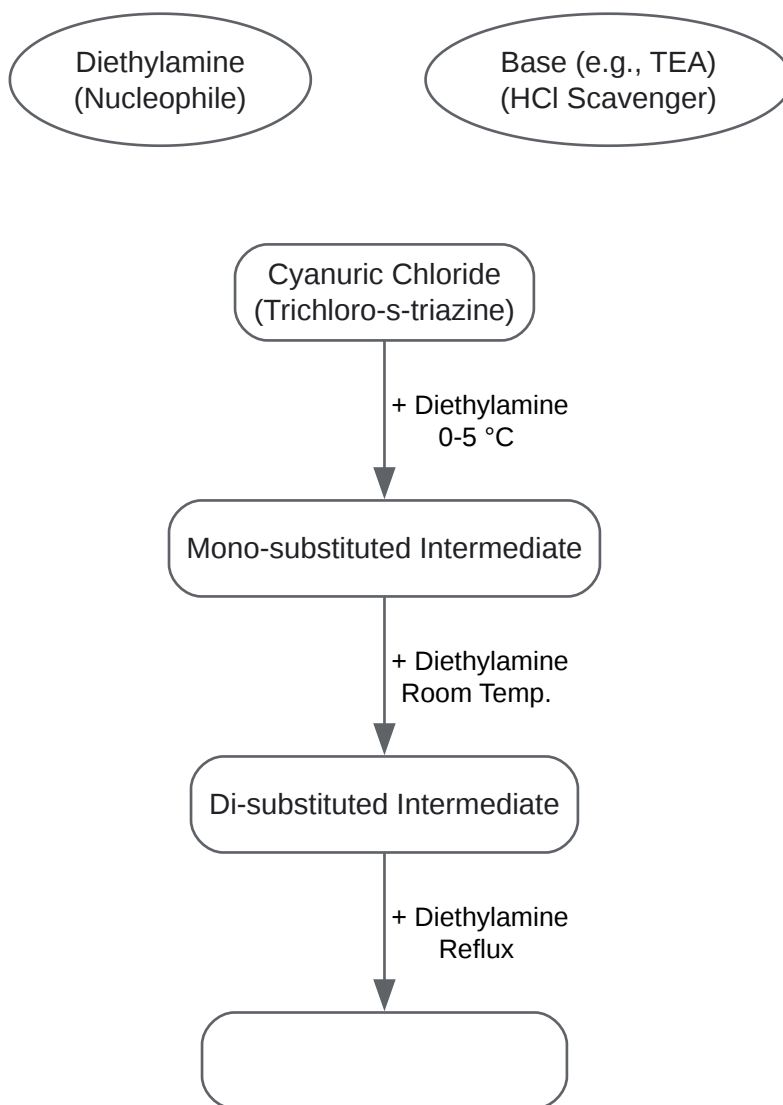 Diethylamine
(Nucleophile)
Base (e.g., TEA)
(HCl Scavenger)
Cyanuric Chloride
(Trichloro-s-triazine)
+ Diethylamine
0-5 °C
Mono-substituted Intermediate
+ Diethylamine
Room Temp.
Di-substituted Intermediate
+ Diethylamine
Reflux